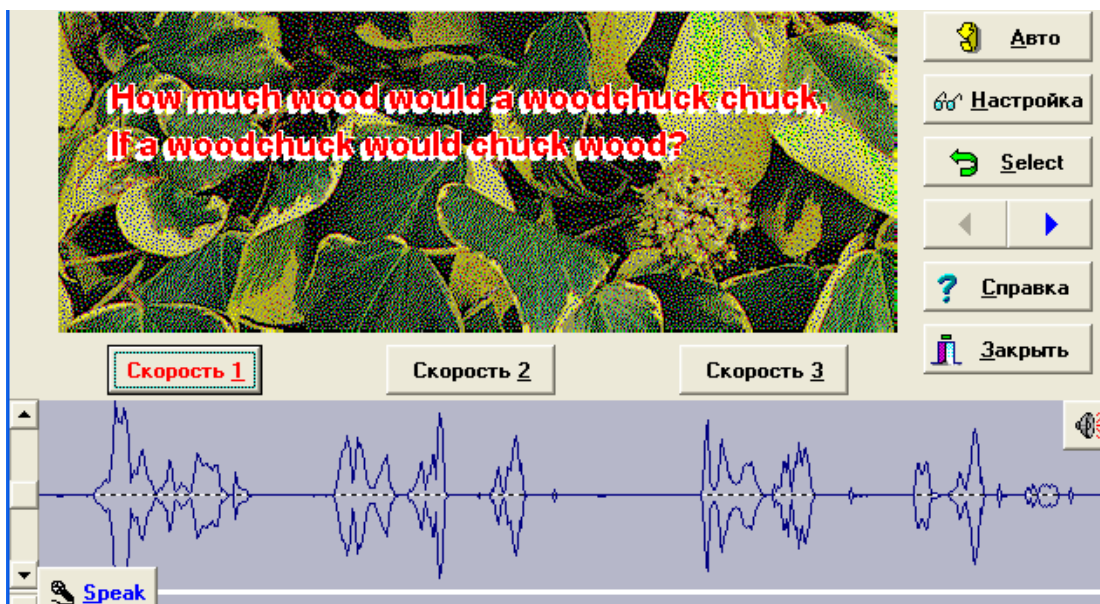 How much wood would a woodchuck chuck,
If a woodchuck would chuck wood?
Авто
Настройка
Select
Справка
Закрыть
Скорость 1
Скорость 2
Скорость 3
Speak